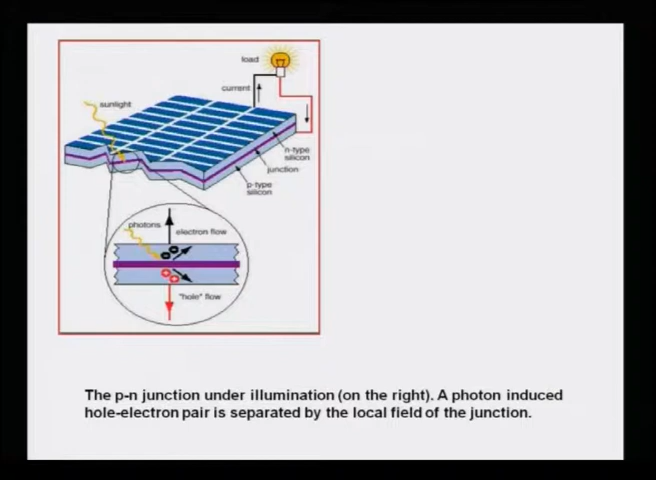 load
current
sunlight
n-type
silicon
junction
p-type
silicon
photons
electron flow
"hole" flow
The p-n junction under illumination (on the right). A photon induced
hole-electron pair is separated by the local field of the junction.